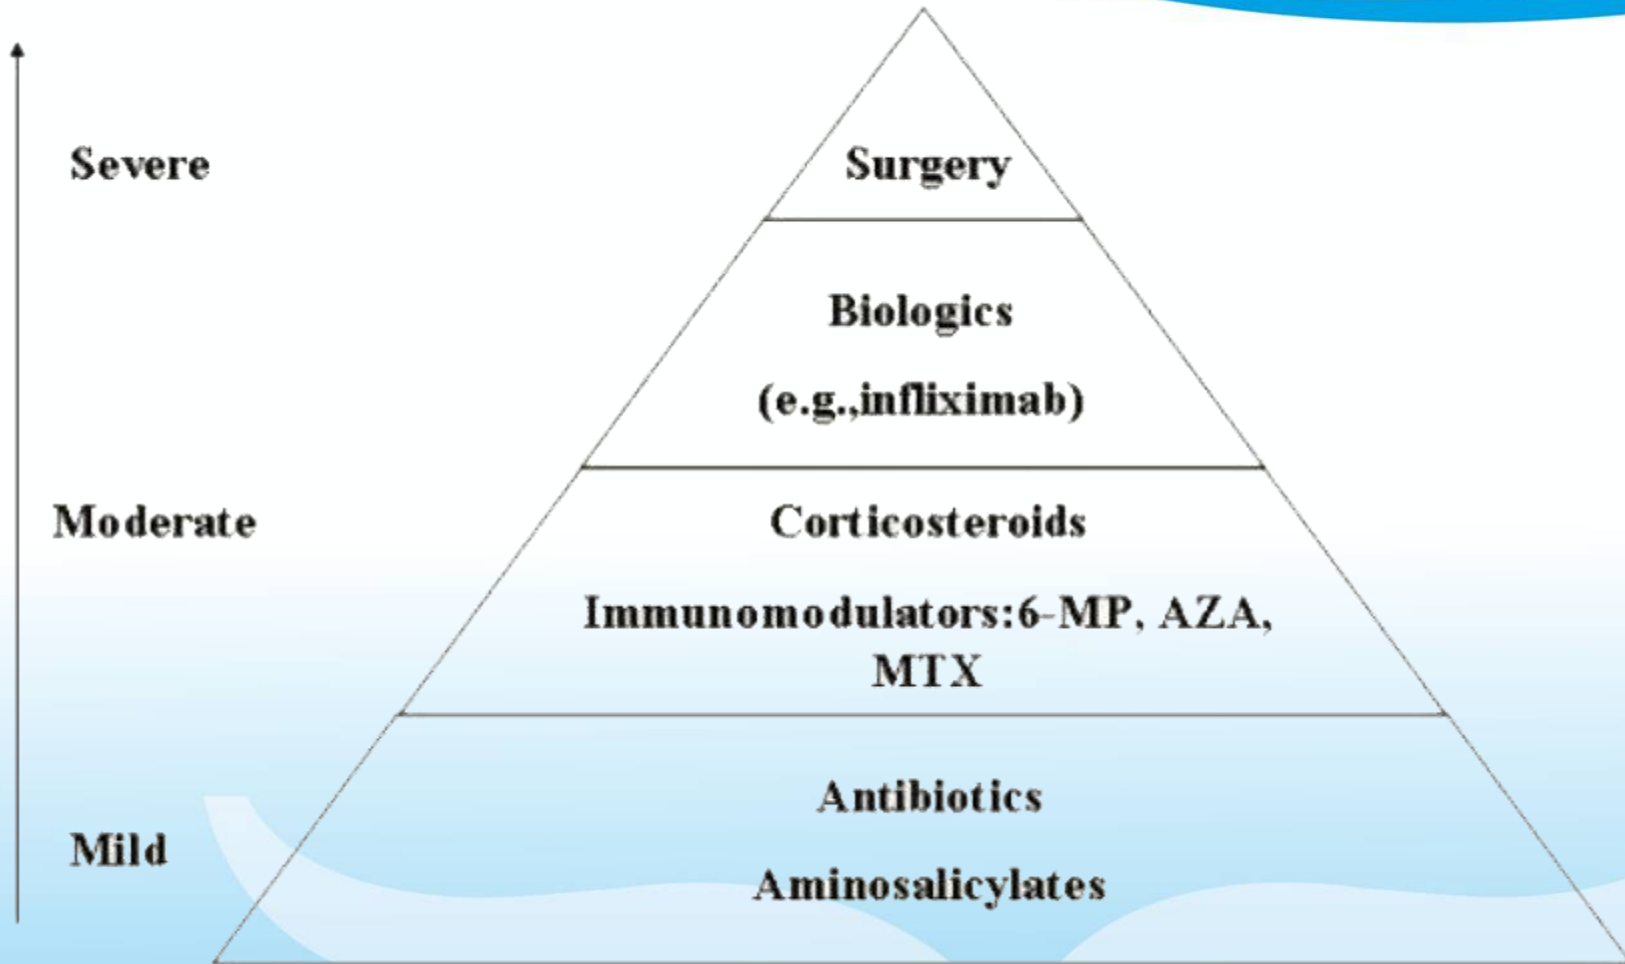 Severe
Surgery
Biologics
(e.g.,infliximab)
Moderate
Corticosteroids
Immunomodulators:6-MP, AZA,
MTX
Antibiotics
Mild
Aminosalicylates